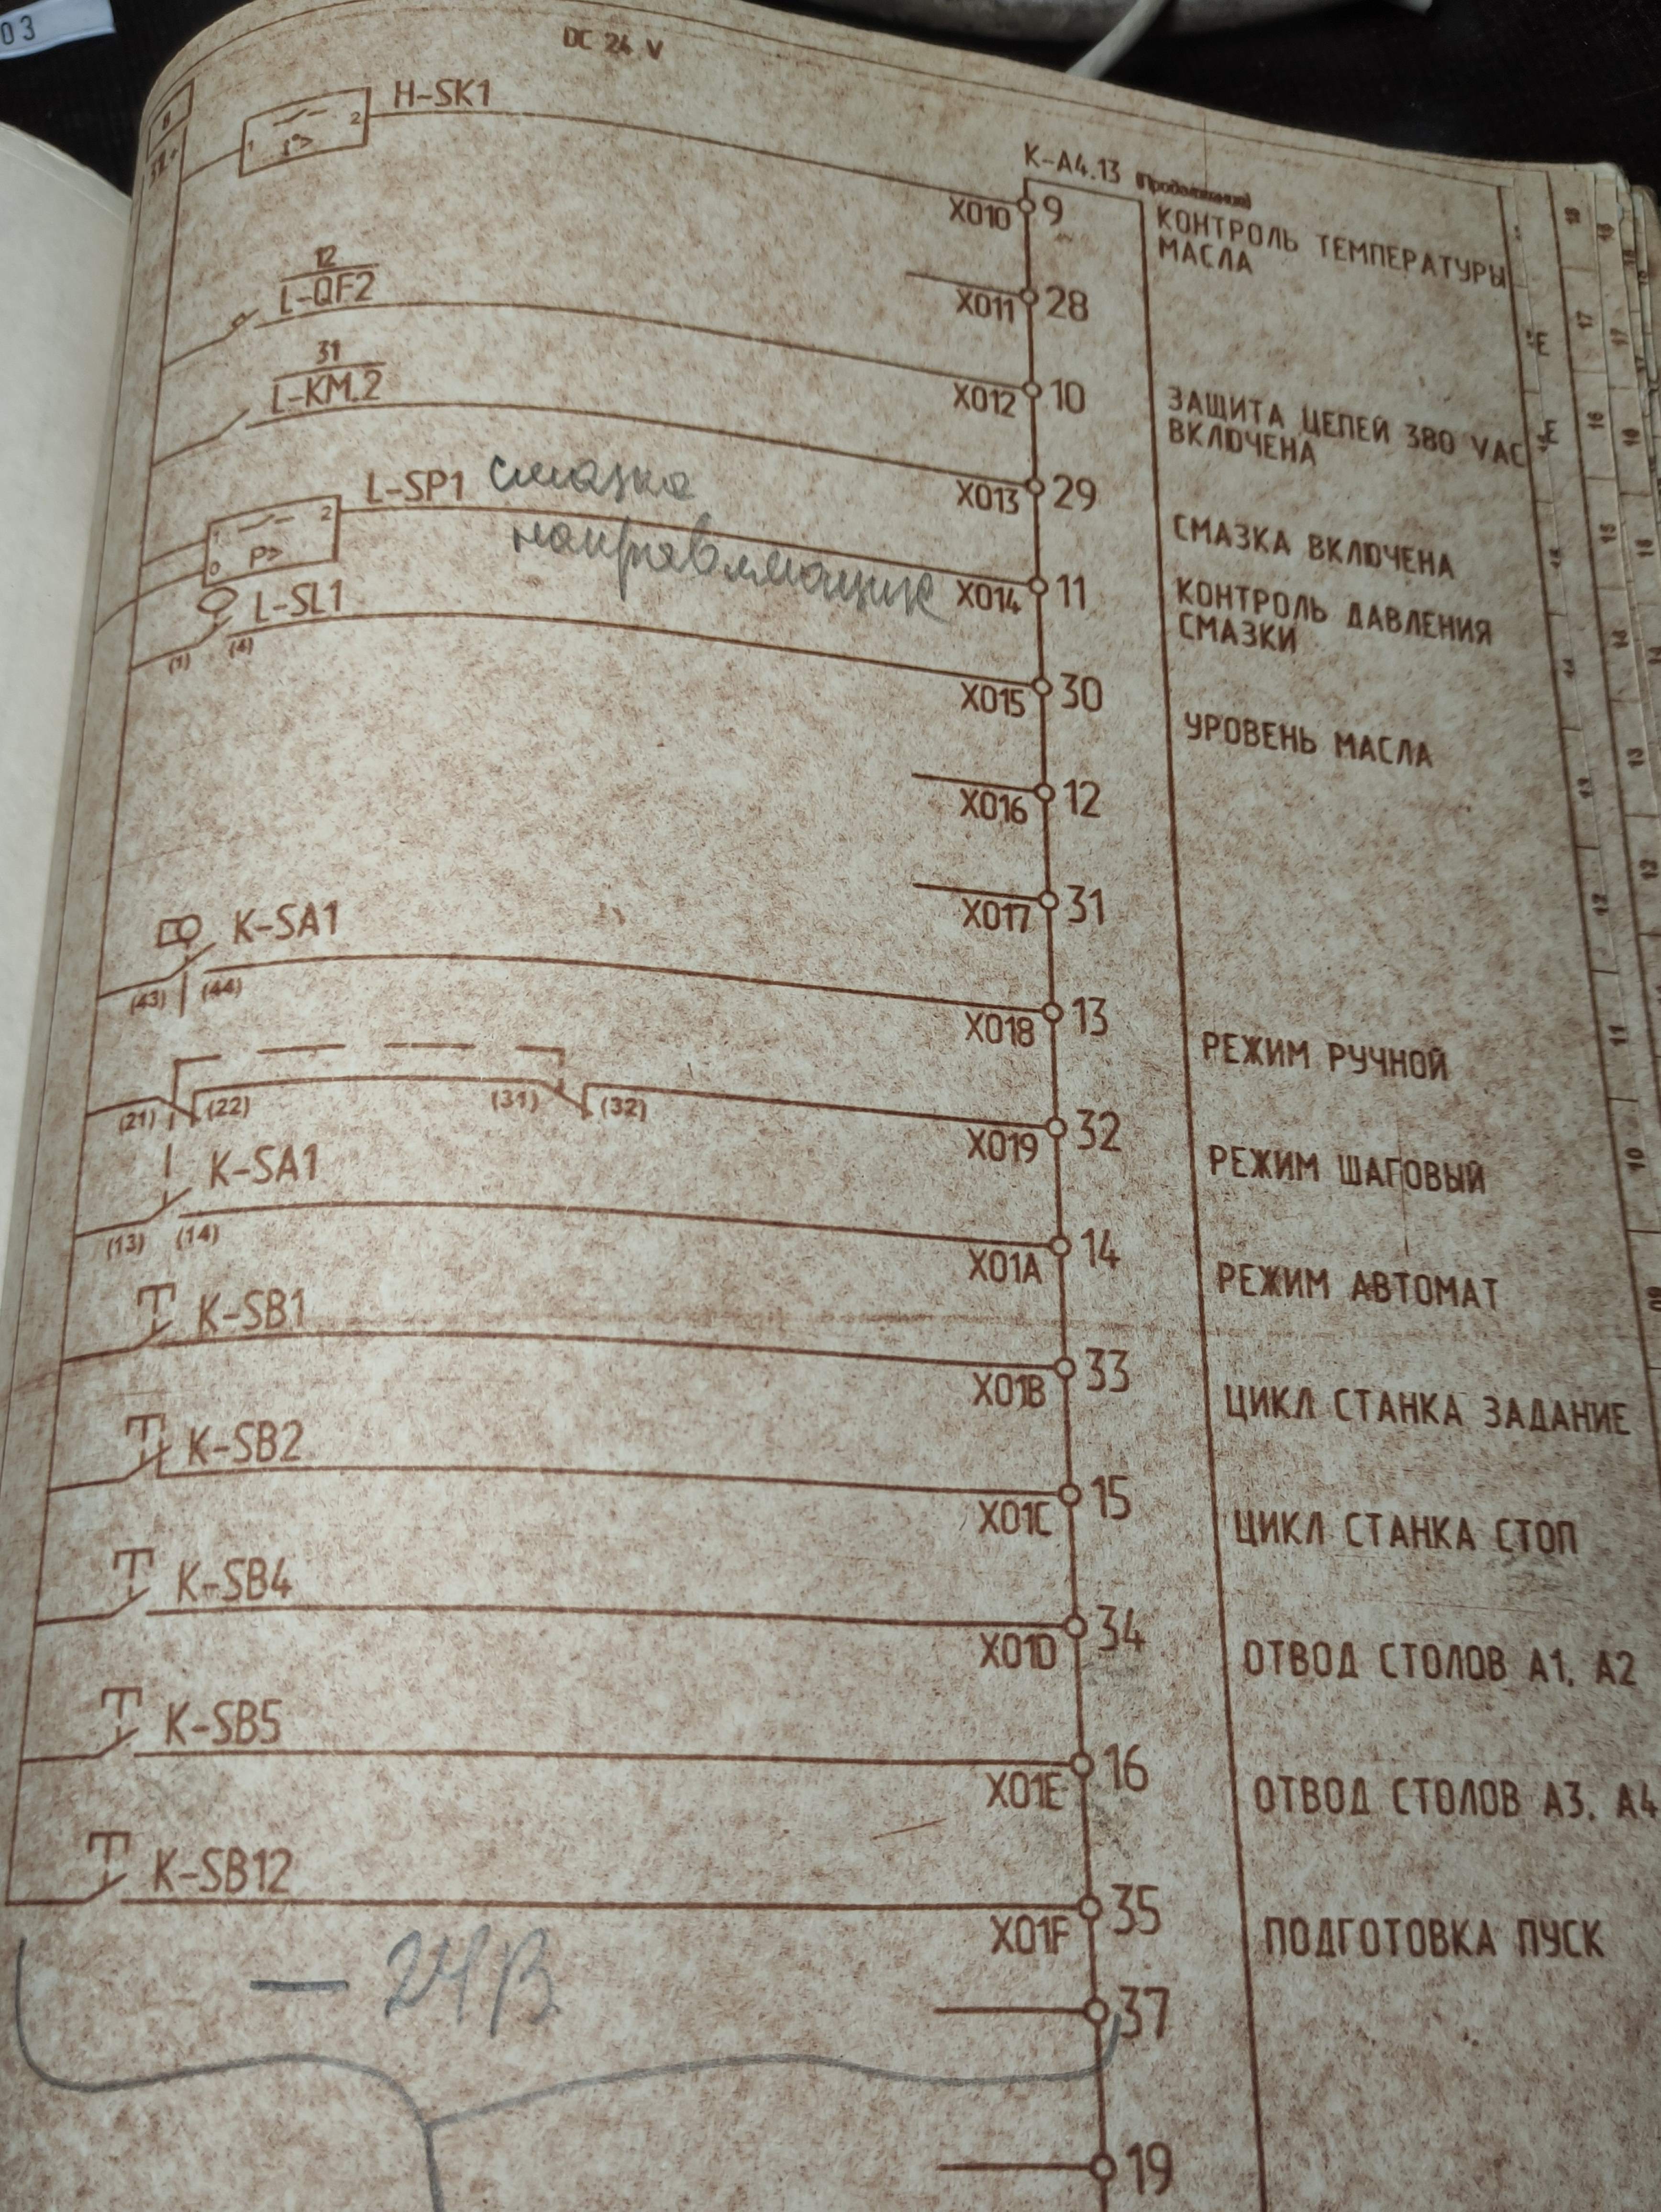 03
DC 24 V
H-SK1
1
2
t°>
K-A4.13 (Продолжение)
X010 9
КОНТРОЛЬ ТЕМПЕРАТУРЫ
МАСЛА
X011 28
12
L-QF2
X012 10
ЗАЩИТА ЦЕПЕЙ 380 VAC
ВКЛЮЧЕНА
31
L-KM.2
X013 29
СМАЗКА ВКЛЮЧЕНА
L-SP1 смазка
направляющих
2
P>
X014 11
КОНТРОЛЬ ДАВЛЕНИЯ
СМАЗКИ
L-SL1
(1) (4)
X015 30
УРОВЕНЬ МАСЛА
X016 12
X017 31
K-SA1
(43) (44)
X018 13
РЕЖИМ РУЧНОЙ
(21) (22) (31) (32)
X019 32
РЕЖИМ ШАГОВЫЙ
K-SA1
(13) (14)
X01A 14
РЕЖИМ АВТОМАТ
K-SB1
X01B 33
ЦИКЛ СТАНКА ЗАДАНИЕ
K-SB2
X01C 15
ЦИКЛ СТАНКА СТОП
K-SB4
X01D 34
ОТВОД СТОЛОВ А1, А2
K-SB5
X01E 16
ОТВОД СТОЛОВ А3, А4
K-SB12
X01F 35
ПОДГОТОВКА ПУСК
— 24В
37
19